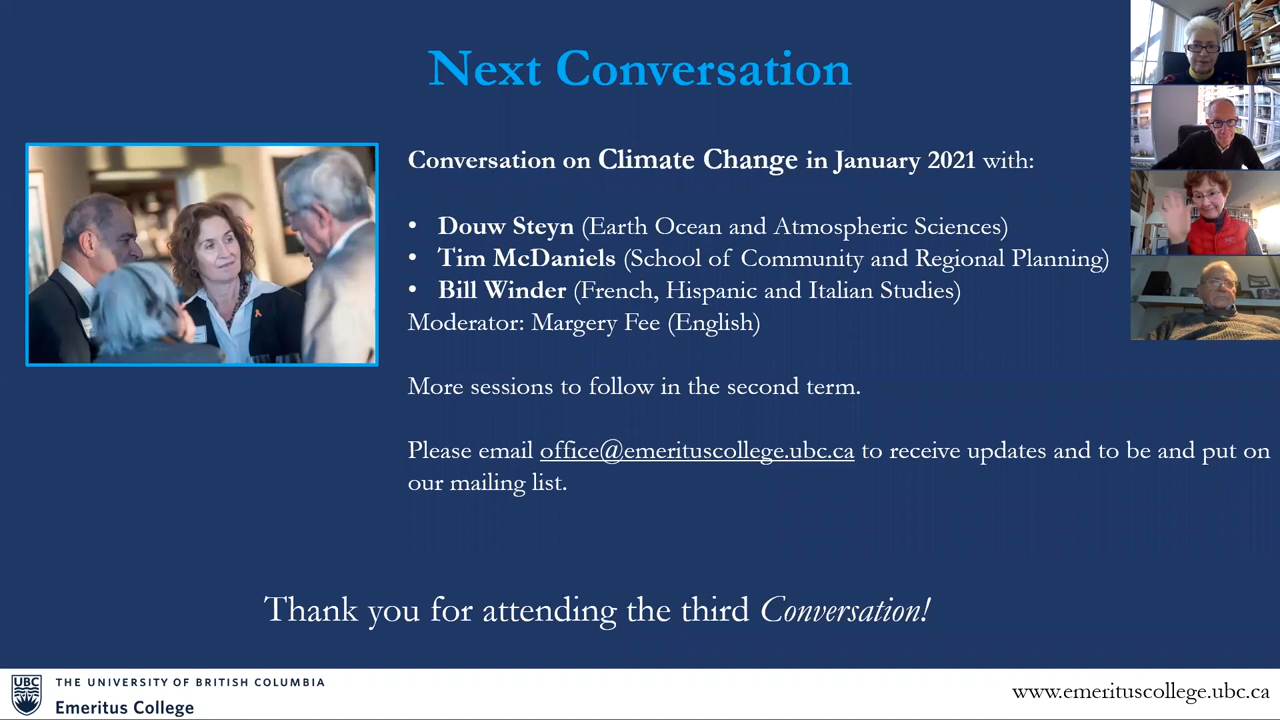 Next Conversation
Conversation on Climate Change in January 2021 with:
• Douw Steyn (Earth Ocean and Atmospheric Sciences)
• Tim McDaniels (School of Community and Regional Planning)
• Bill Winder (French, Hispanic and Italian Studies)
Moderator: Margery Fee (English)
More sessions to follow in the second term.
Please email office@emerituscollege.ubc.ca to receive updates and to be and put on
our mailing list.
Thank you for attending the third Conversation!
UBC
THE UNIVERSITY OF BRITISH COLUMBIA
Emeritus College
www.emerituscollege.ubc.ca